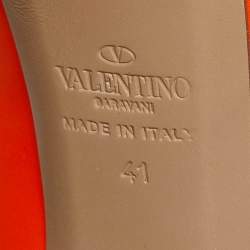 VALENTINO
GARAVANI
MADE IN ITALY
41